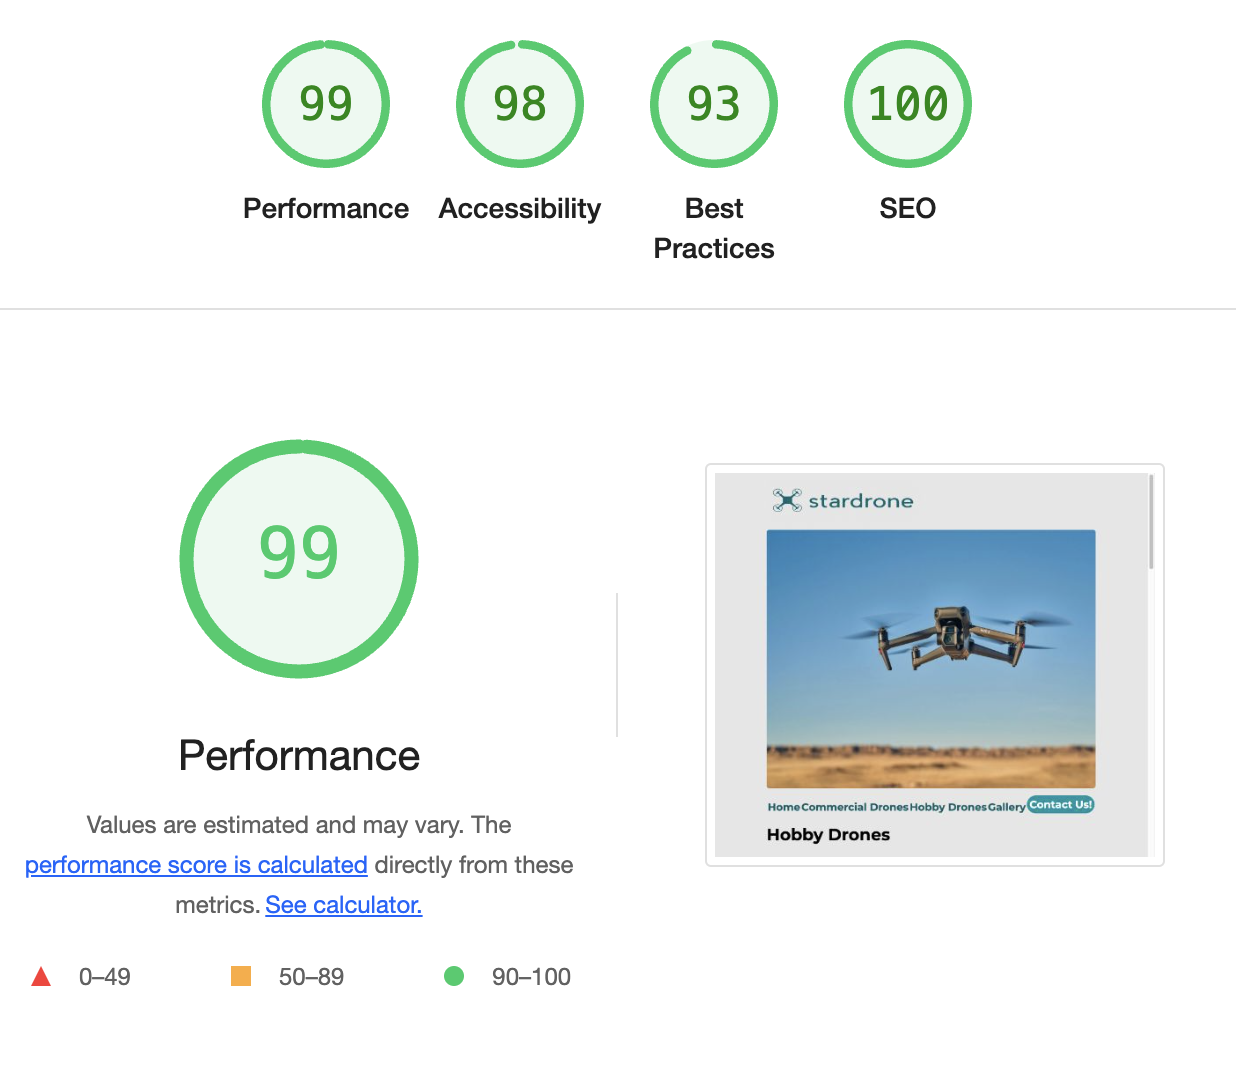 99
98
93
100
Performance
Accessibility
Best
Practices
SEO
99
Performance
Values are estimated and may vary. The
performance score is calculated directly from these
metrics. See calculator.
0–49
50–89
90–100
stardrone
Home Commercial Drones Hobby Drones Gallery Contact Us!
Hobby Drones